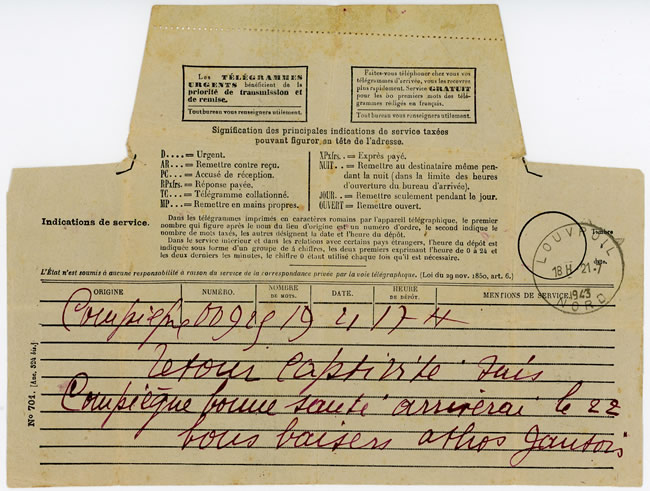 Les TÉLÉGRAMMES
URGENTS bénéficient de la
priorité de transmission et
de remise.
Tout bureau vous renseignera utilement.
Faites-vous téléphoner chez vous vos
télégrammes d'arrivée, vous les recevrez
plus rapidement. Service GRATUIT
pour les 50 premiers mots des télé-
grammes rédigés en français.
Tout bureau vous renseignera utilement.
Signification des principales indications de service taxées
pouvant figurer en tête de l'adresse.
D.... = Urgent.
AR... = Remettre contre reçu.
PC... = Accusé de réception.
RPxfrs. = Réponse payée.
TC... = Télégramme collationné.
MP... = Remettre en mains propres.
XPxfrs. = Exprès payé.
NUIT.. = Remettre au destinataire même pen-
dant la nuit (dans la limite des heures
d'ouverture du bureau d'arrivée).
JOUR.. = Remettre seulement pendant le jour.
OUVERT = Remettre ouvert.
Indications de service.
Dans les télégrammes imprimés en caractères romains par l'appareil télégraphique, le premier
nombre qui figure après le nom du lieu d'origine est un numéro d'ordre, le second indique le
nombre de mots taxés, les autres désignent la date et l'heure de dépôt.
Dans le service intérieur et dans les relations avec certains pays étrangers, l'heure de dépôt est
indiquée sous forme d'un groupe de 4 chiffres, les deux premiers exprimant l'heure de 0 à 24 et
les deux derniers les minutes, le chiffre 0 étant utilisé chaque fois qu'il est nécessaire.
Timbre
date.
LOUVROIL
18 H 21-7
1943
NORD
L'État n'est soumis à aucune responsabilité à raison du service de la correspondance privée par la voie télégraphique. (Loi du 29 nov. 1850, art. 6.)
ORIGINE NUMÉRO. NOMBRE DE MOTS. DATE. HEURE DE DÉPÔT. MENTIONS DE SERVICE.
Compiègne 00929 19 21 17 H
retour Captivité suis
Compiègne bonne santé arriverai le 22
bons baisers athos
No 701.